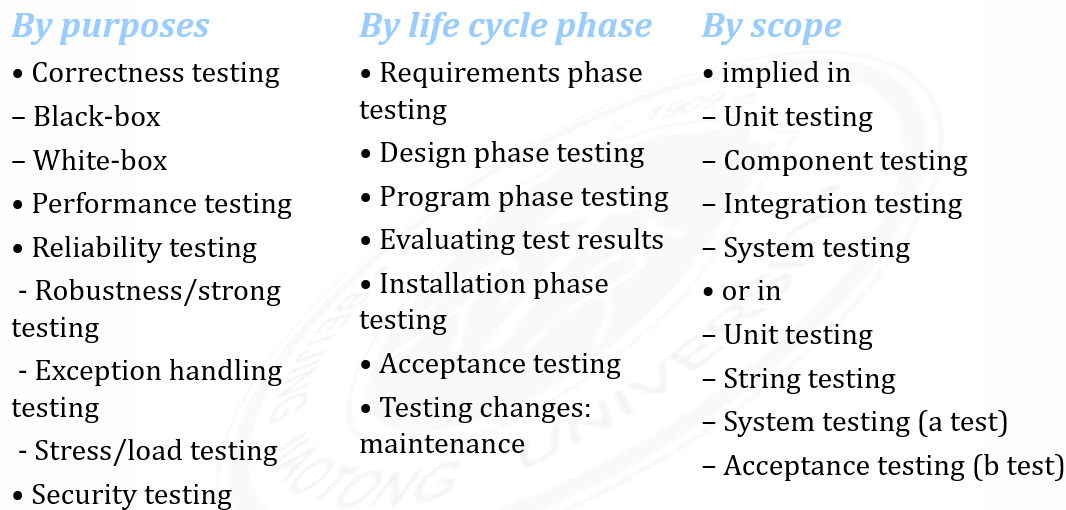 By purposes
• Correctness testing
– Black-box
– White-box
• Performance testing
• Reliability testing
- Robustness/strong
testing
- Exception handling
testing
- Stress/load testing
• Security testing
By life cycle phase
• Requirements phase
testing
• Design phase testing
• Program phase testing
• Evaluating test results
• Installation phase
testing
• Acceptance testing
• Testing changes:
maintenance
By scope
• implied in
– Unit testing
– Component testing
– Integration testing
– System testing
• or in
– Unit testing
– String testing
– System testing (a test)
– Acceptance testing (b test)